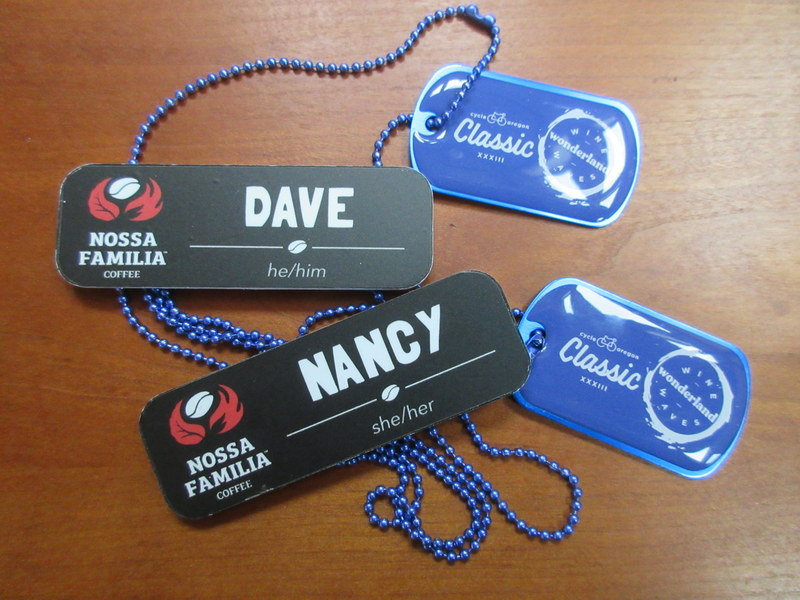 cycle oregon
Classic
XXXIII
WINE
wonderland
WAVES
DAVE
he/him
NOSSA
FAMILIA
COFFEE
NANCY
she/her
NOSSA
FAMILIA™
COFFEE
cycle oregon
Classic
XXXIII
WINE
wonderland
WAVES